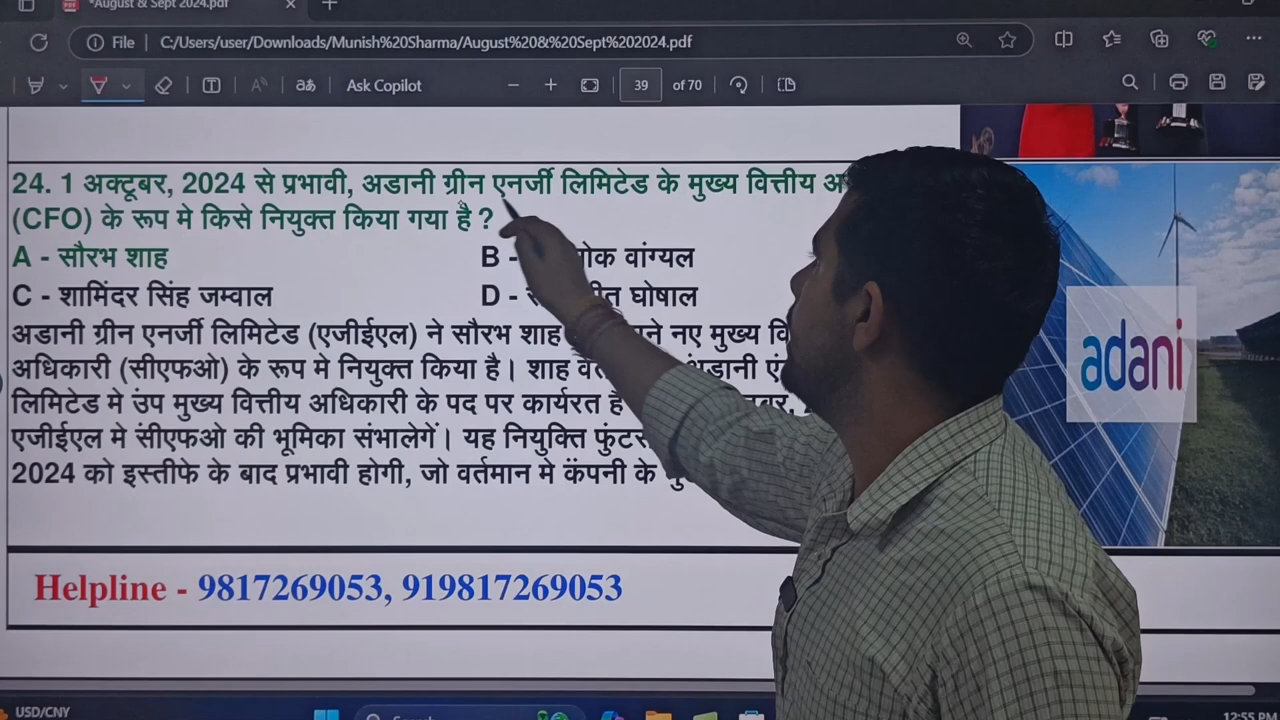 *August & Sept 2024.pdf
File C:/Users/user/Downloads/Munish%20Sharma/August%20&%20Sept%202024.pdf
aあ Ask Copilot 39 of 70
24. 1 अक्टूबर, 2024 से प्रभावी, अडानी ग्रीन एनर्जी लिमिटेड के मुख्य वित्तीय
(CFO) के रूप मे किसे नियुक्त किया गया है ?
A - सौरभ शाह B - वांग्यल
C - शामिंदर सिंह जम्वाल D - घोषाल
अडानी ग्रीन एनर्जी लिमिटेड (एजीईएल) ने सौरभ शाह नए मुख्य
अधिकारी (सीएफओ) के रूप मे नियुक्त किया है। शाह
लिमिटेड मे उंप मुख्य वित्तीय अधिकारी के पद पर कार्यरत
एजीईएल मे सींएफओ की भूमिका संभालेगें। यह नियुक्ति
2024 को इस्तीफे के बाद प्रभावी होगी, जो वर्तमान मे कंपनी के
adani
Helpline - 9817269053, 919817269053
USD/CNY
12:55 PM